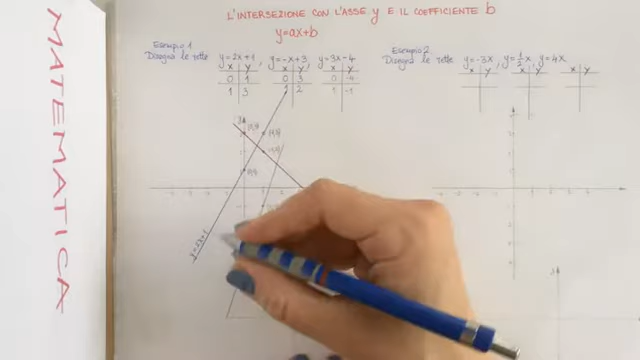 L'INTERSEZIONE CON L'ASSE y E IL COEFFICIENTE b
y=ax+b
MATEMATICA
Esempio 1
Disegna le rette y=2x+1, y=-x+3, y=3x-4
x y
0 1
1 3
x y
0 3
1 2
x y
0 -4
1 -1
y=2x+1
Esempio 2
Disegna le rette y=-3x, y=1/2x, y=4x
x y
x y
x y